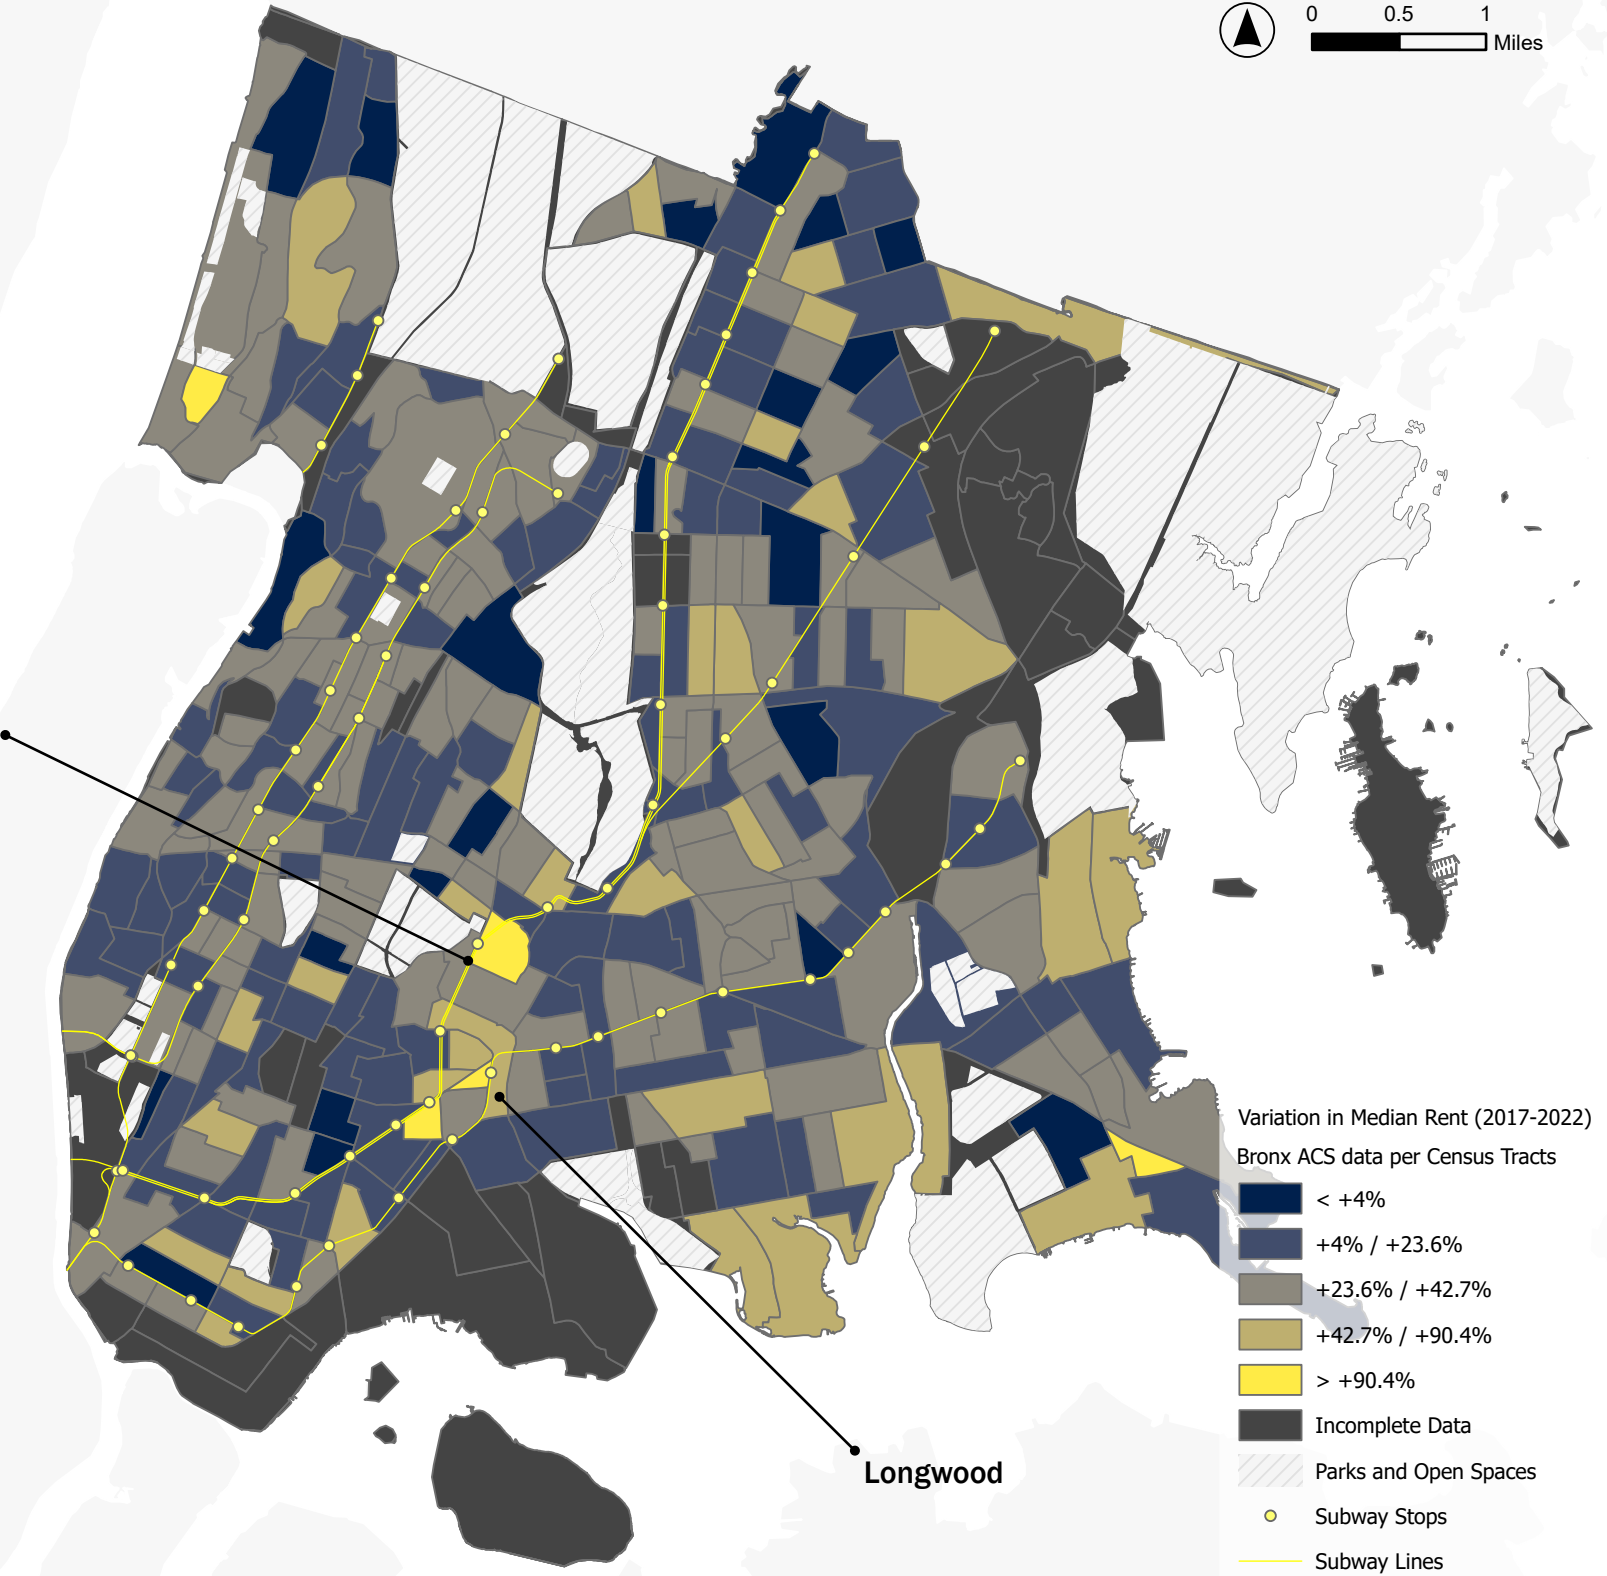 0 0.5 1
Miles
Variation in Median Rent (2017-2022)
Bronx ACS data per Census Tracts
< +4%
+4% / +23.6%
+23.6% / +42.7%
+42.7% / +90.4%
> +90.4%
Incomplete Data
Parks and Open Spaces
Subway Stops
Subway Lines
Longwood